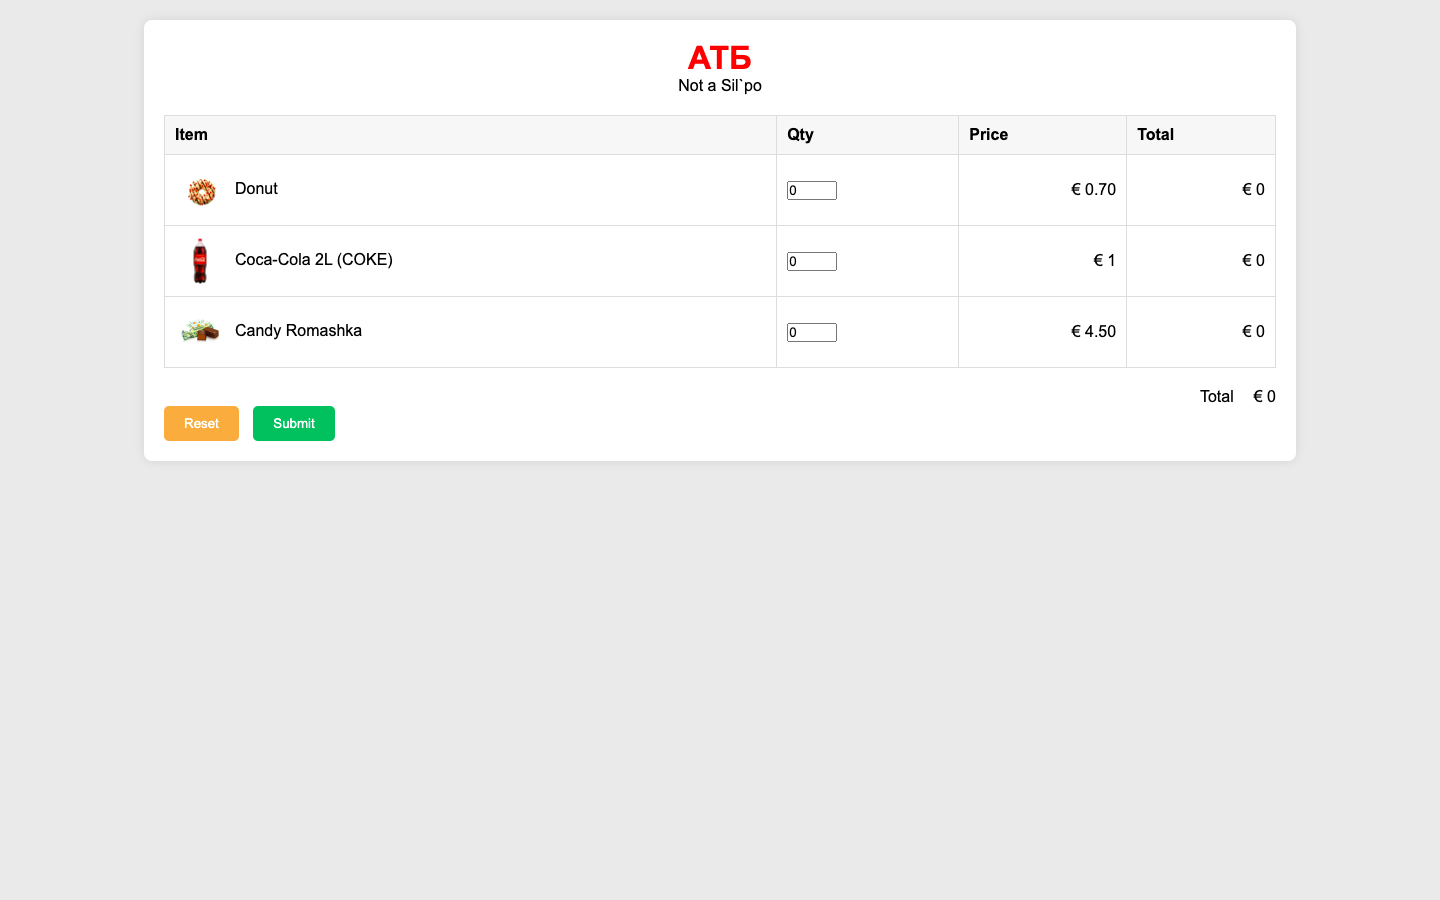 АТБ
Not a Sil`po
Item Qty Price Total
Donut 0 € 0.70 € 0
Coca-Cola 2L (COKE) 0 € 1 € 0
Candy Romashka 0 € 4.50 € 0
Total € 0
Reset Submit